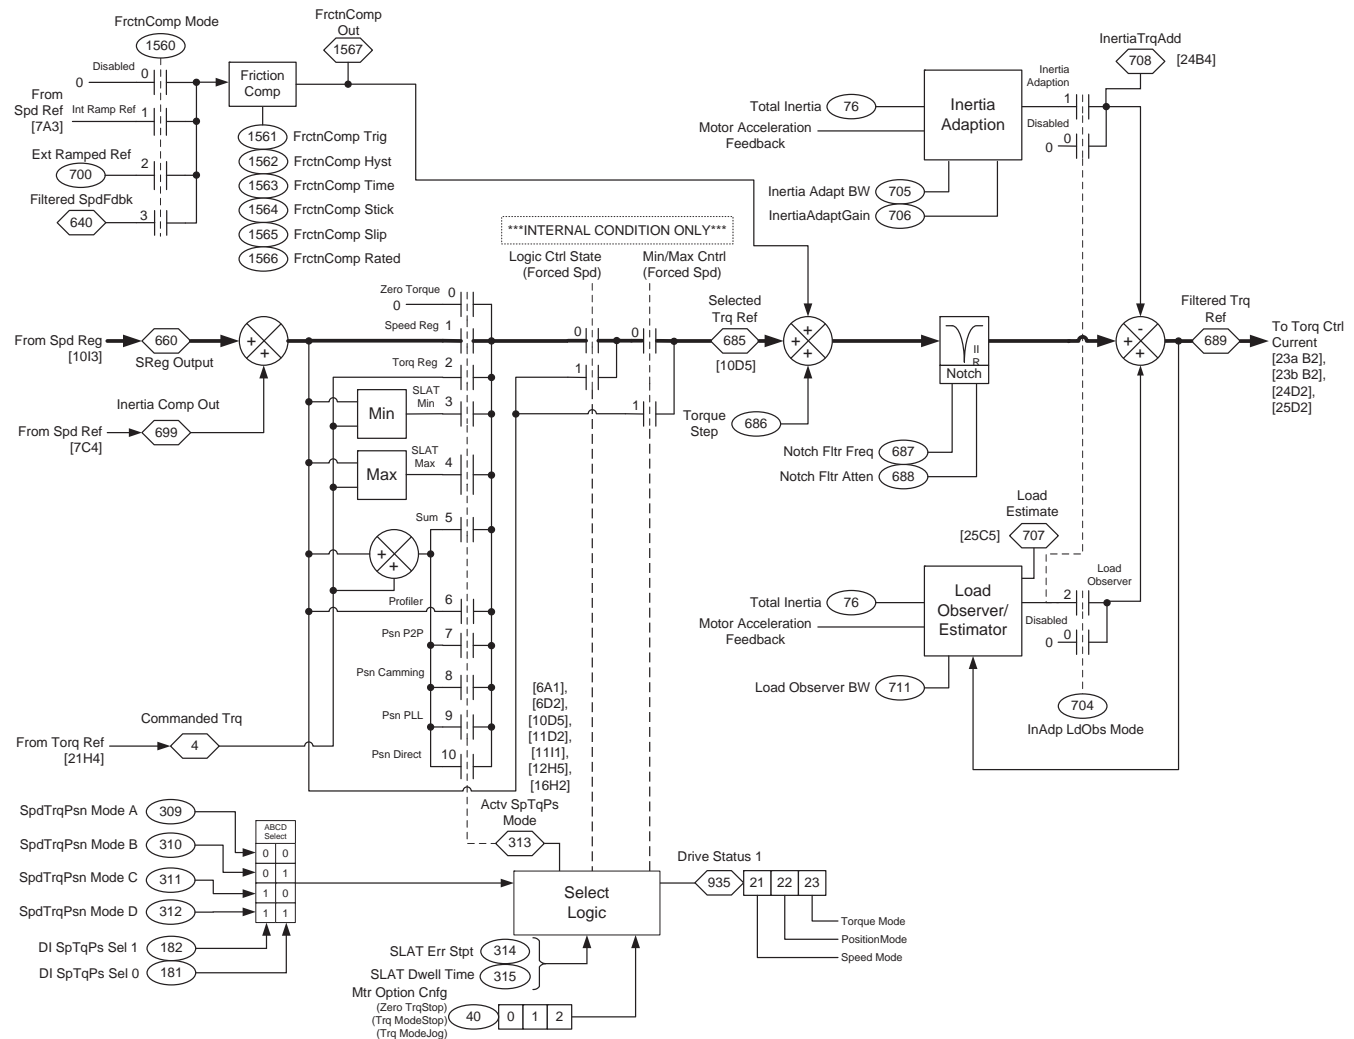 FrctnComp Mode
1560
Disabled
0
0
From
Spd Ref
[7A3]
Int Ramp Ref
1
Ext Ramped Ref
700
2
Filtered SpdFdbk
640
3
Friction
Comp
FrctnComp
Out
1567
1561 FrctnComp Trig
1562 FrctnComp Hyst
1563 FrctnComp Time
1564 FrctnComp Stick
1565 FrctnComp Slip
1566 FrctnComp Rated
InertiaTrqAdd
708
[24B4]
Inertia
Adaption
1
Disabled
0
0
Total Inertia 76
Motor Acceleration
Feedback
Inertia
Adaption
Inertia Adapt BW 705
InertiaAdaptGain 706
***INTERNAL CONDITION ONLY***
Logic Ctrl State
(Forced Spd)
Min/Max Cntrl
(Forced Spd)
From Spd Reg
[10I3]
660
SReg Output
+
+
Inertia Comp Out
From Spd Ref
[7C4]
699
Zero Torque 0
0
Speed Reg 1
Torq Reg 2
SLAT
Min 3
Min
SLAT
Max 4
Max
Sum 5
+
+
Profiler 6
Psn P2P 7
Psn Camming 8
Psn PLL 9
Psn Direct 10
0
1
0
1
Selected
Trq Ref
685
[10D5]
+
+
+
Torque
Step
686
II
R
Notch
Notch Fltr Freq 687
Notch Fltr Atten 688
-
+
+
Filtered Trq
Ref
689
To Torq Ctrl
Current
[23a B2],
[23b B2],
[24D2],
[25D2]
Load
Estimate
[25C5] 707
Total Inertia 76
Motor Acceleration
Feedback
Load
Observer/
Estimator
Load
Observer
2
Disabled
0
0
Load Observer BW 711
704
InAdp LdObs Mode
Commanded Trq
From Torq Ref
[21H4]
4
[6A1],
[6D2],
[10D5],
[11D2],
[11I1],
[12H5],
[16H2]
Actv SpTqPs
Mode
313
SpdTrqPsn Mode A 309
SpdTrqPsn Mode B 310
SpdTrqPsn Mode C 311
SpdTrqPsn Mode D 312
DI SpTqPs Sel 1 182
DI SpTqPs Sel 0 181
ABCD
Select
0 0
0 1
1 0
1 1
Select
Logic
Drive Status 1
935 21 22 23
Torque Mode
PositionMode
Speed Mode
SLAT Err Stpt 314
SLAT Dwell Time 315
Mtr Option Cnfg
(Zero TrqStop)
(Trq ModeStop)
(Trq ModeJog)
40 0 1 2